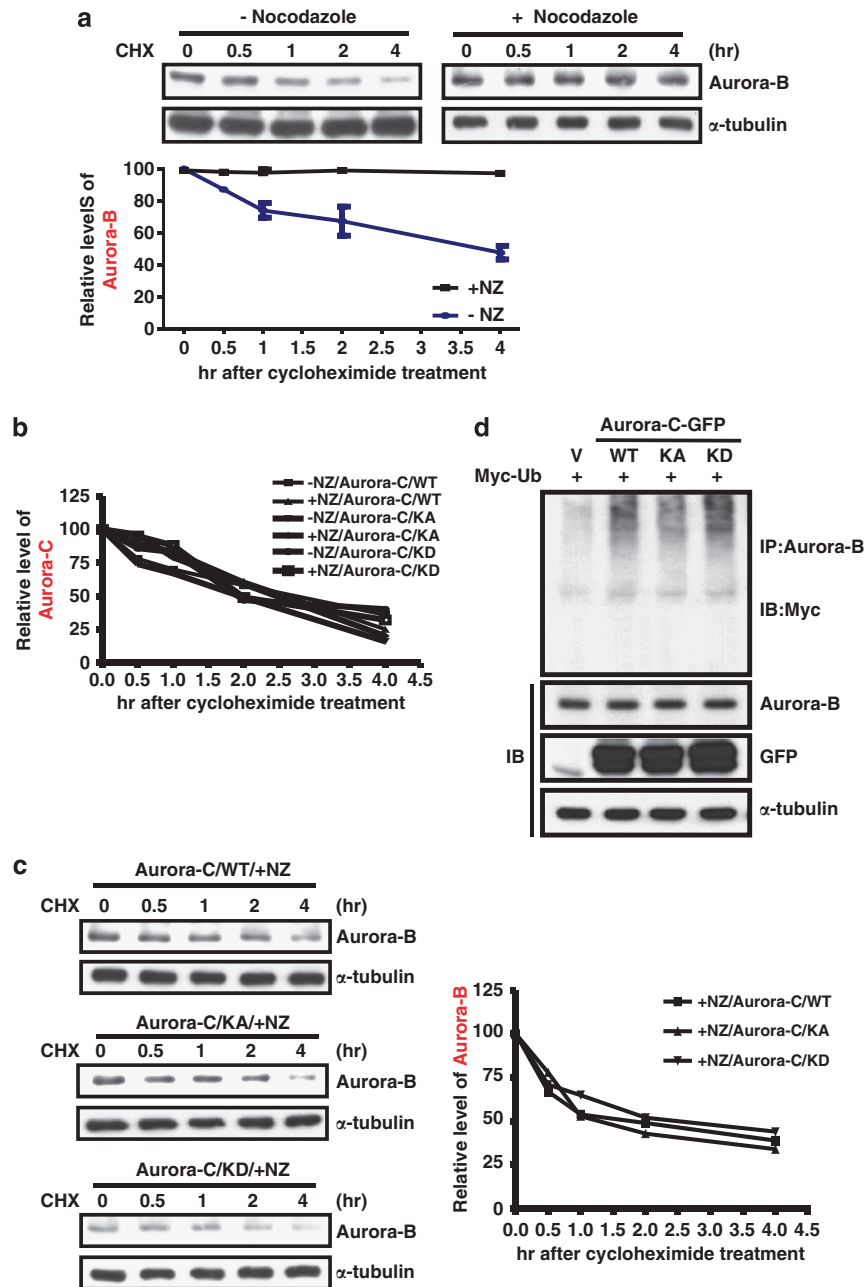 a
- Nocodazole
+ Nocodazole
CHX 0 0.5 1 2 4
0 0.5 1 2 4 (hr)
Aurora-B
α-tubulin
Relative levelS of
Aurora-B
100
80
60
40
20
0
+NZ
- NZ
0 0.5 1 1.5 2 2.5 3 3.5 4
hr after cycloheximide treatment
b
Relative level of
Aurora-C
125
100
75
50
25
0
-NZ/Aurora-C/WT
+NZ/Aurora-C/WT
-NZ/Aurora-C/KA
+NZ/Aurora-C/KA
-NZ/Aurora-C/KD
+NZ/Aurora-C/KD
0.0 0.5 1.0 1.5 2.0 2.5 3.0 3.5 4.0 4.5
hr after cycloheximide treatment
d
Aurora-C-GFP
V WT KA KD
Myc-Ub + + + +
IP:Aurora-B
IB:Myc
IB
Aurora-B
GFP
α-tubulin
c
Aurora-C/WT/+NZ
CHX 0 0.5 1 2 4 (hr)
Aurora-B
α-tubulin
Aurora-C/KA/+NZ
CHX 0 0.5 1 2 4 (hr)
Aurora-B
α-tubulin
Aurora-C/KD/+NZ
CHX 0 0.5 1 2 4 (hr)
Aurora-B
α-tubulin
Relative level of Aurora-B
125
100
75
50
25
0
+NZ/Aurora-C/WT
+NZ/Aurora-C/KA
+NZ/Aurora-C/KD
0.0 0.5 1.0 1.5 2.0 2.5 3.0 3.5 4.0 4.5
hr after cycloheximide treatment